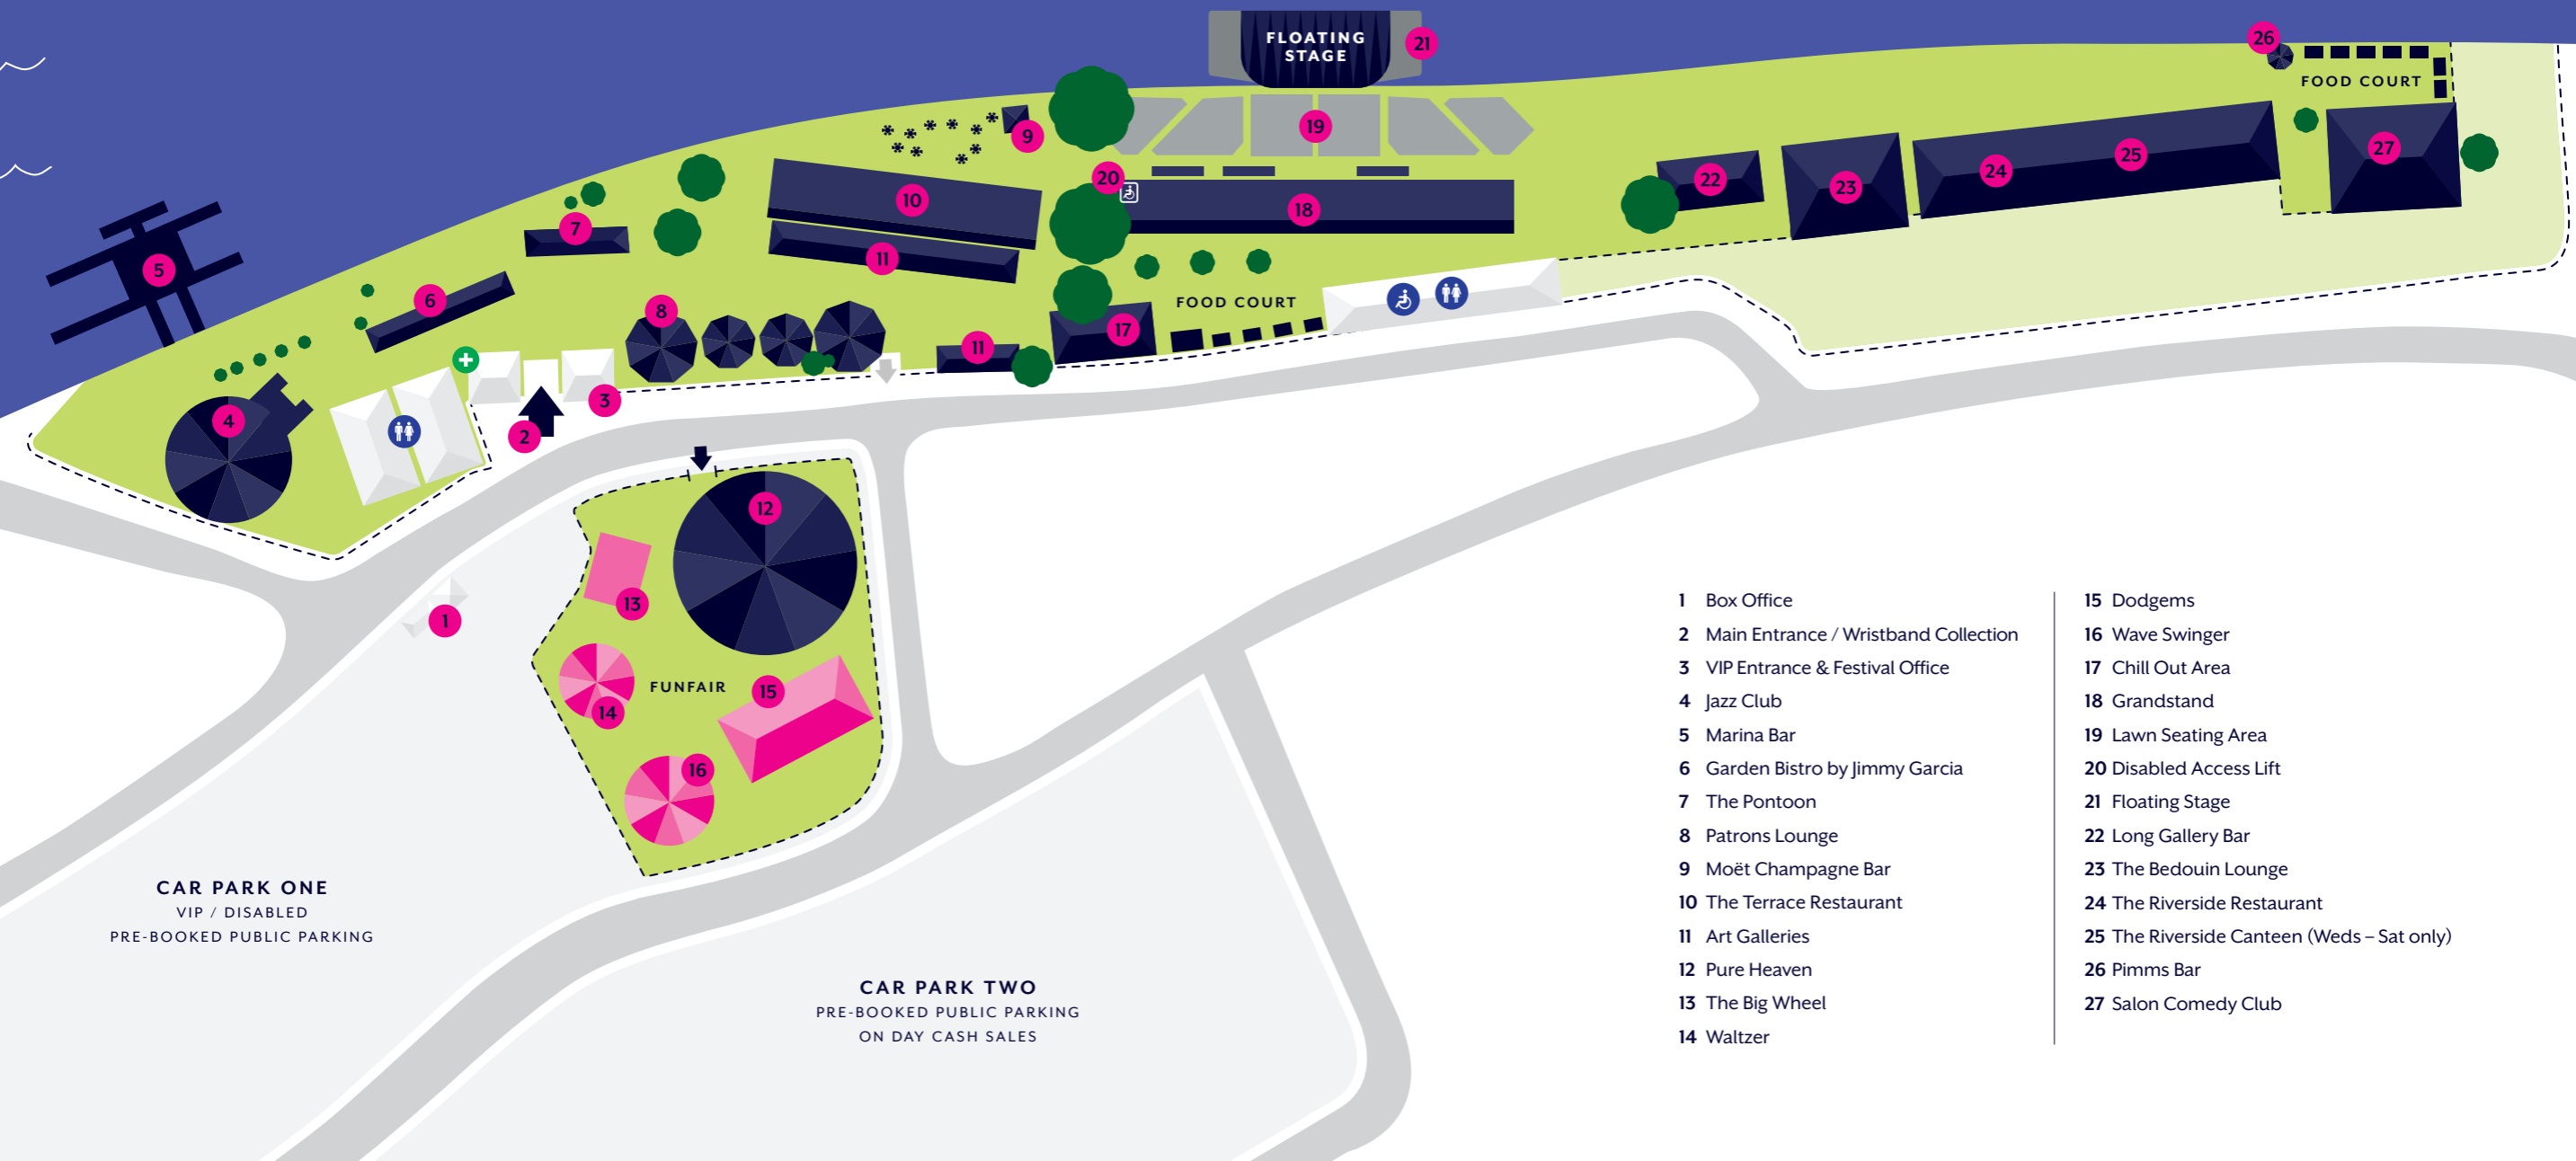 FLOATING
STAGE
21
26
FOOD COURT
9
19
27
20
22
23
24
25
10
18
7
11
5
6
8
FOOD COURT
17
11
3
4
2
12
13
1
FUNFAIR
15
14
16
CAR PARK ONE
VIP / DISABLED
PRE-BOOKED PUBLIC PARKING
CAR PARK TWO
PRE-BOOKED PUBLIC PARKING
ON DAY CASH SALES
1 Box Office
2 Main Entrance / Wristband Collection
3 VIP Entrance & Festival Office
4 Jazz Club
5 Marina Bar
6 Garden Bistro by Jimmy Garcia
7 The Pontoon
8 Patrons Lounge
9 Moët Champagne Bar
10 The Terrace Restaurant
11 Art Galleries
12 Pure Heaven
13 The Big Wheel
14 Waltzer
15 Dodgems
16 Wave Swinger
17 Chill Out Area
18 Grandstand
19 Lawn Seating Area
20 Disabled Access Lift
21 Floating Stage
22 Long Gallery Bar
23 The Bedouin Lounge
24 The Riverside Restaurant
25 The Riverside Canteen (Weds – Sat only)
26 Pimms Bar
27 Salon Comedy Club